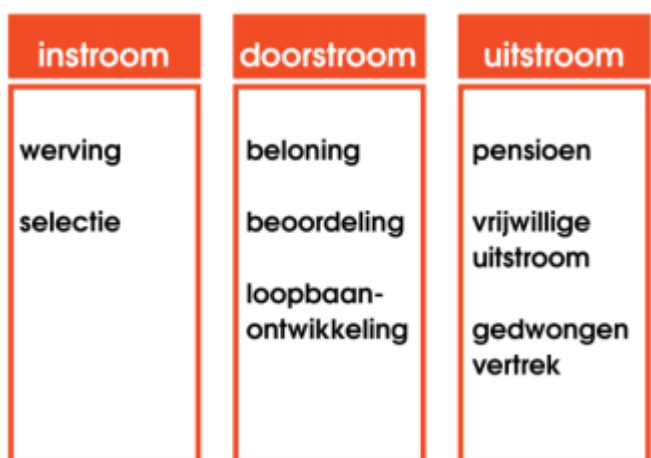 instroom
werving
selectie
doorstroom
beloning
beoordeling
loopbaan-
ontwikkeling
uitstroom
pensioen
vrijwillige
uitstroom
gedwongen
vertrek